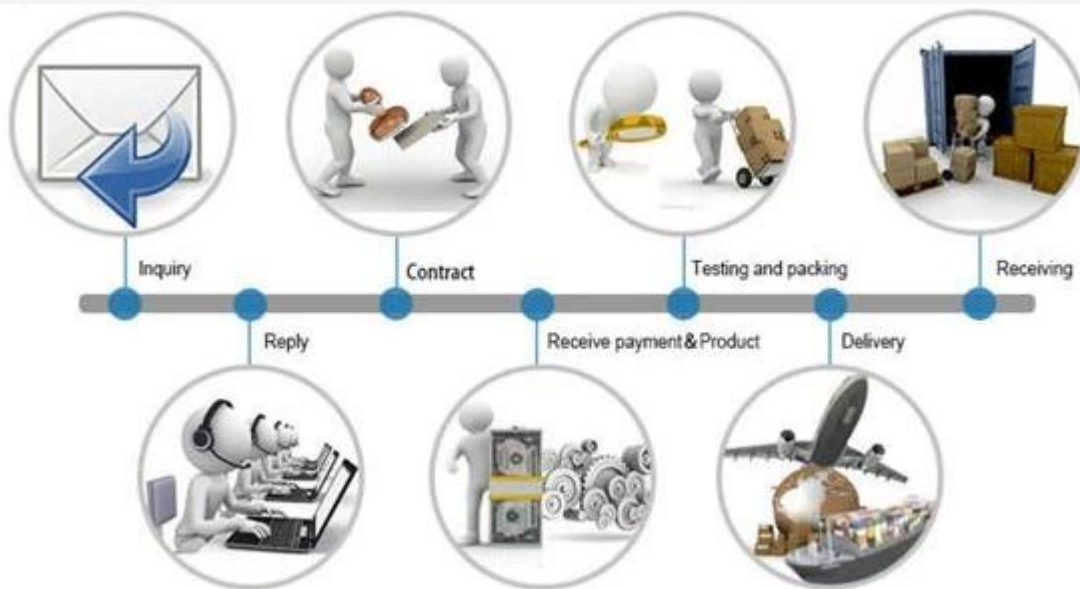 Inquiry
Reply
Contract
Receive payment & Product
Testing and packing
Delivery
Receiving